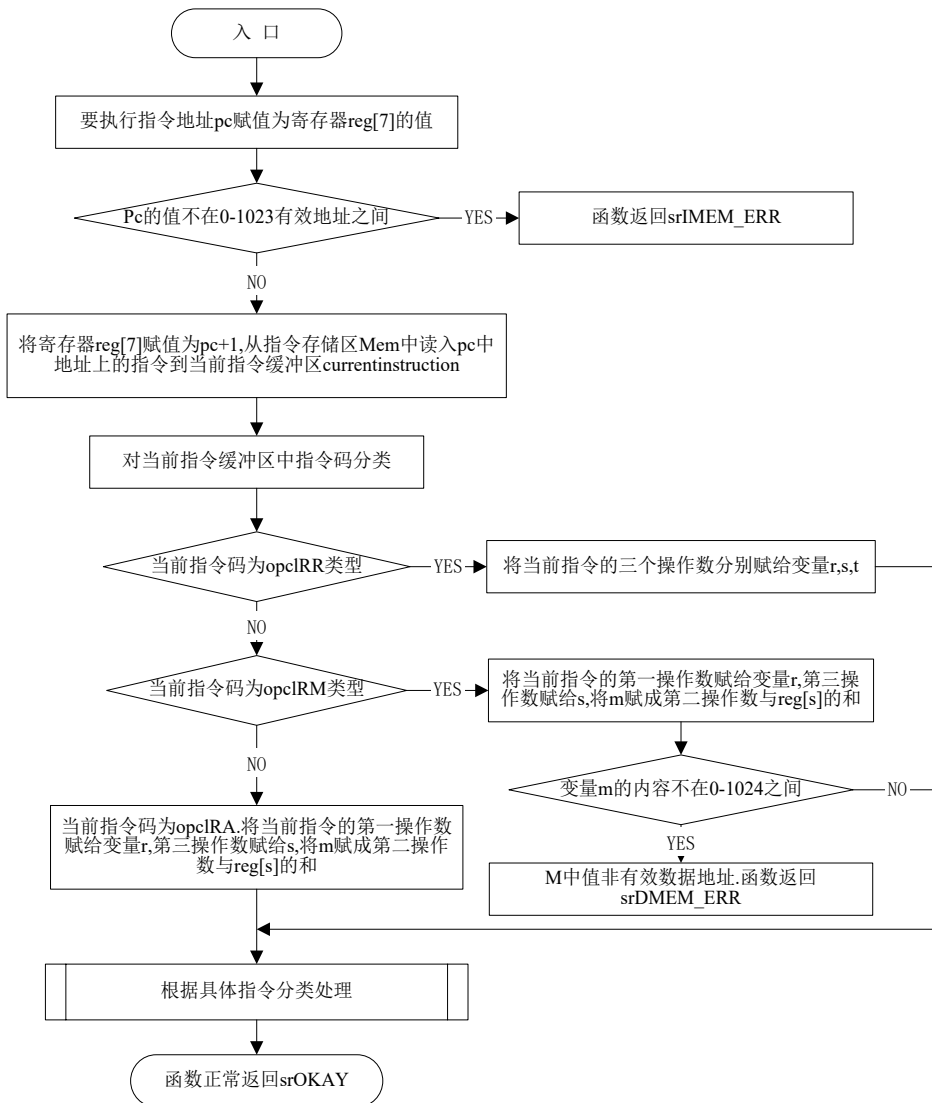 入 口
要执行指令地址pc赋值为寄存器reg[7]的值
Pc的值不在0-1023有效地址之间
YES
函数返回srIMEM_ERR
NO
将寄存器reg[7]赋值为pc+1,从指令存储区Mem中读入pc中
地址上的指令到当前指令缓冲区currentinstruction
对当前指令缓冲区中指令码分类
当前指令码为opclRR类型
YES
将当前指令的三个操作数分别赋给变量r,s,t
NO
当前指令码为opclRM类型
YES
将当前指令的第一操作数赋给变量r,第三操
作数赋给s,将m赋成第二操作数与reg[s]的和
NO
变量m的内容不在0-1024之间
NO
当前指令码为opclRA.将当前指令的第一操作数
赋给变量r,第三操作数赋给s,将m赋成第二操作
数与reg[s]的和
YES
M中值非有效数据地址.函数返回
srDMEM_ERR
根据具体指令分类处理
函数正常返回srOKAY